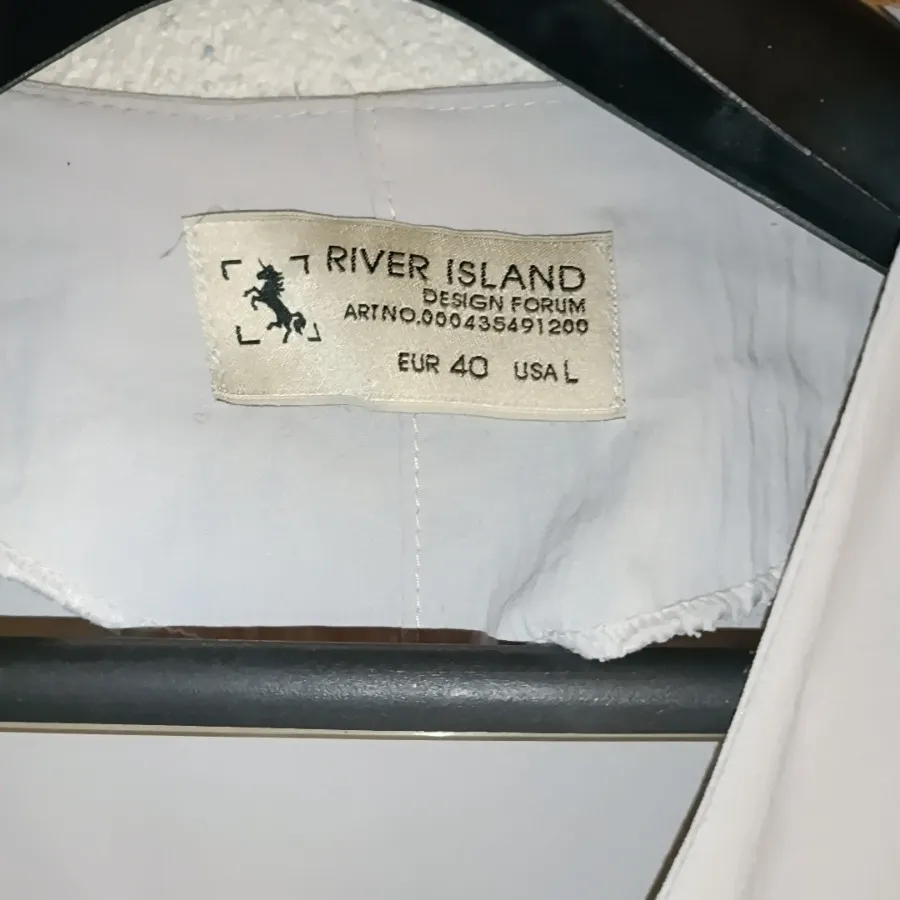 RIVER ISLAND
DESIGN FORUM
ARTNO.000435491200
EUR 40 USA L